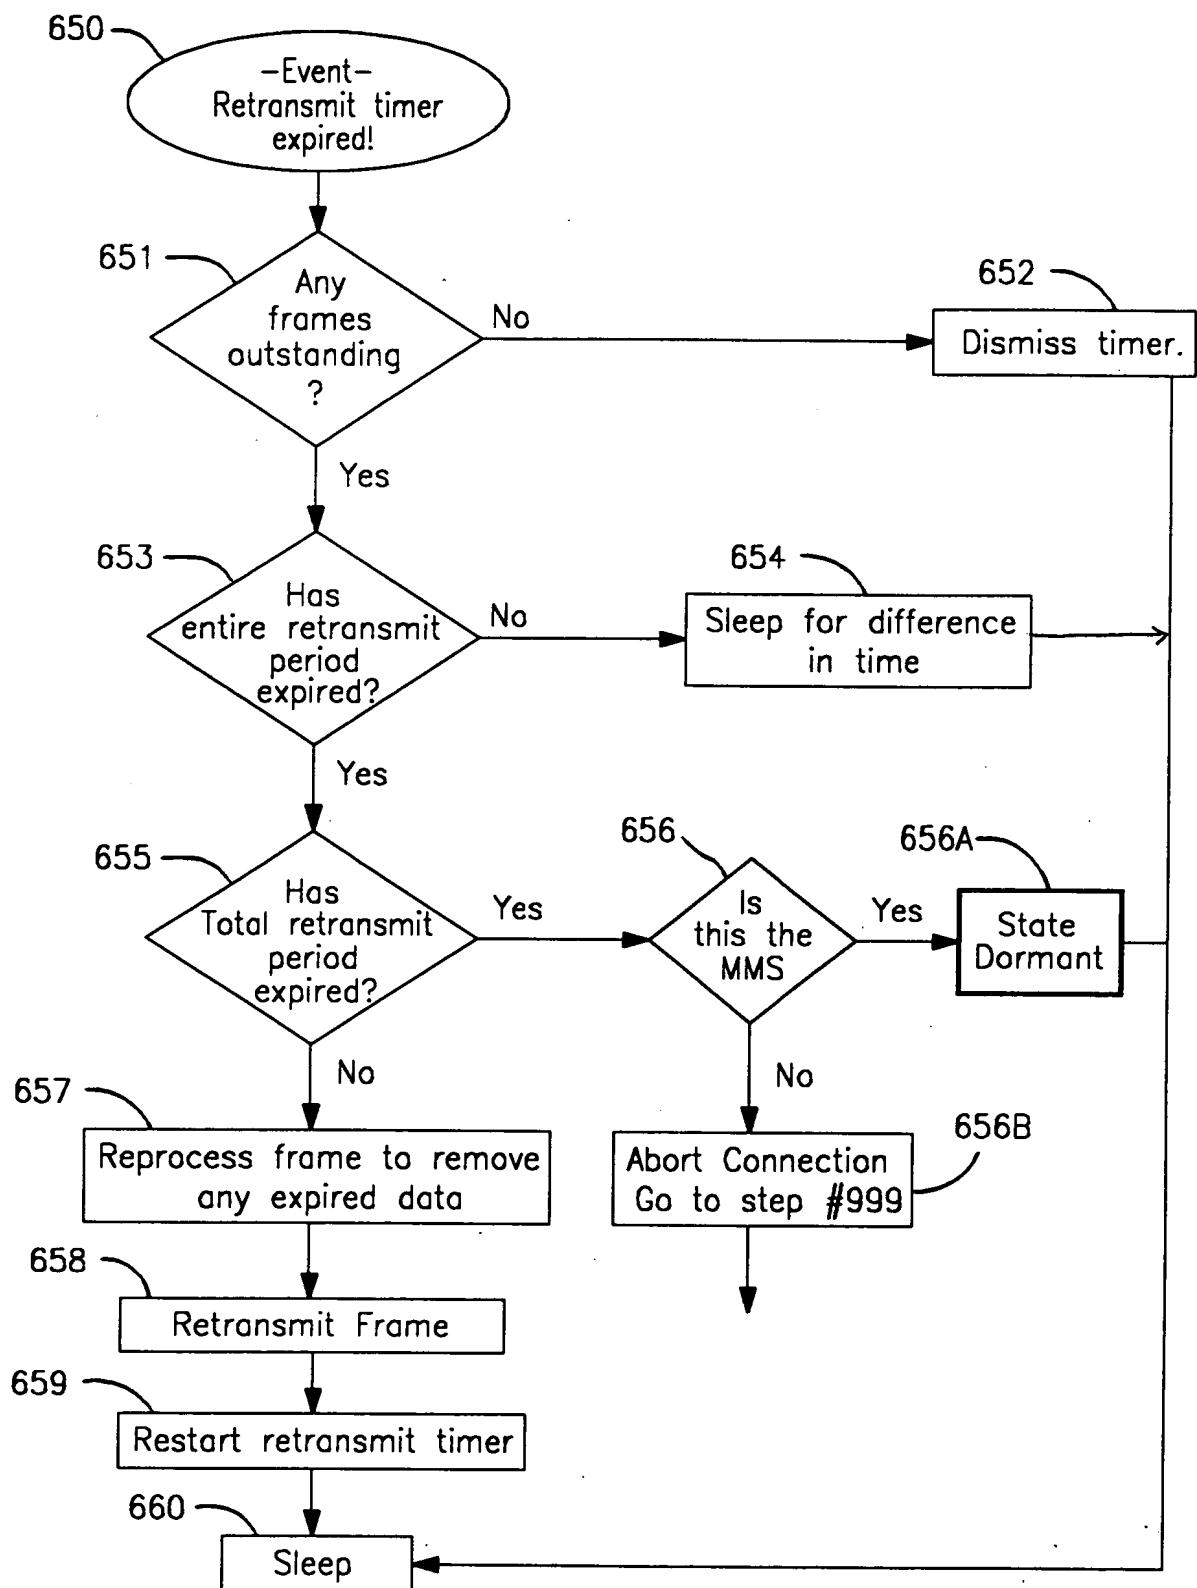 650
-Event-
Retransmit timer
expired!
651
Any
frames
outstanding
?
No
652
Dismiss timer.
Yes
653
Has
entire retransmit
period
expired?
No
654
Sleep for difference
in time
Yes
655
Has
Total retransmit
period
expired?
Yes
656
Is
this the
MMS
Yes
656A
State
Dormant
No
657
Reprocess frame to remove
any expired data
No
656B
Abort Connection
Go to step #999
658
Retransmit Frame
659
Restart retransmit timer
660
Sleep